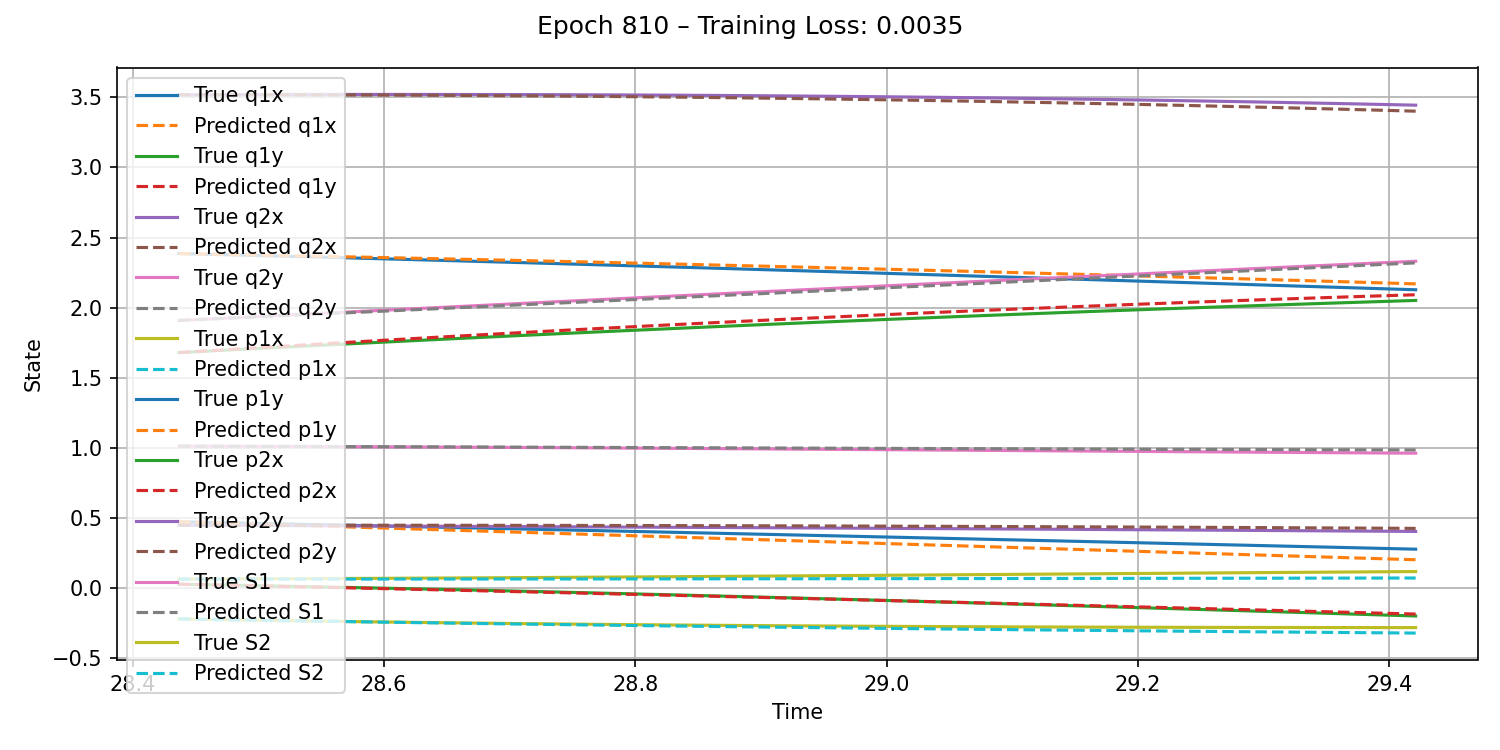 Epoch 810 – Training Loss: 0.0035
State
3.5
3.0
2.5
2.0
1.5
1.0
0.5
0.0
−0.5
True q1x
Predicted q1x
True q1y
Predicted q1y
True q2x
Predicted q2x
True q2y
Predicted q2y
True p1x
Predicted p1x
True p1y
Predicted p1y
True p2x
Predicted p2x
True p2y
Predicted p2y
True S1
Predicted S1
True S2
Predicted S2
28.4 28.6 28.8 29.0 29.2 29.4
Time